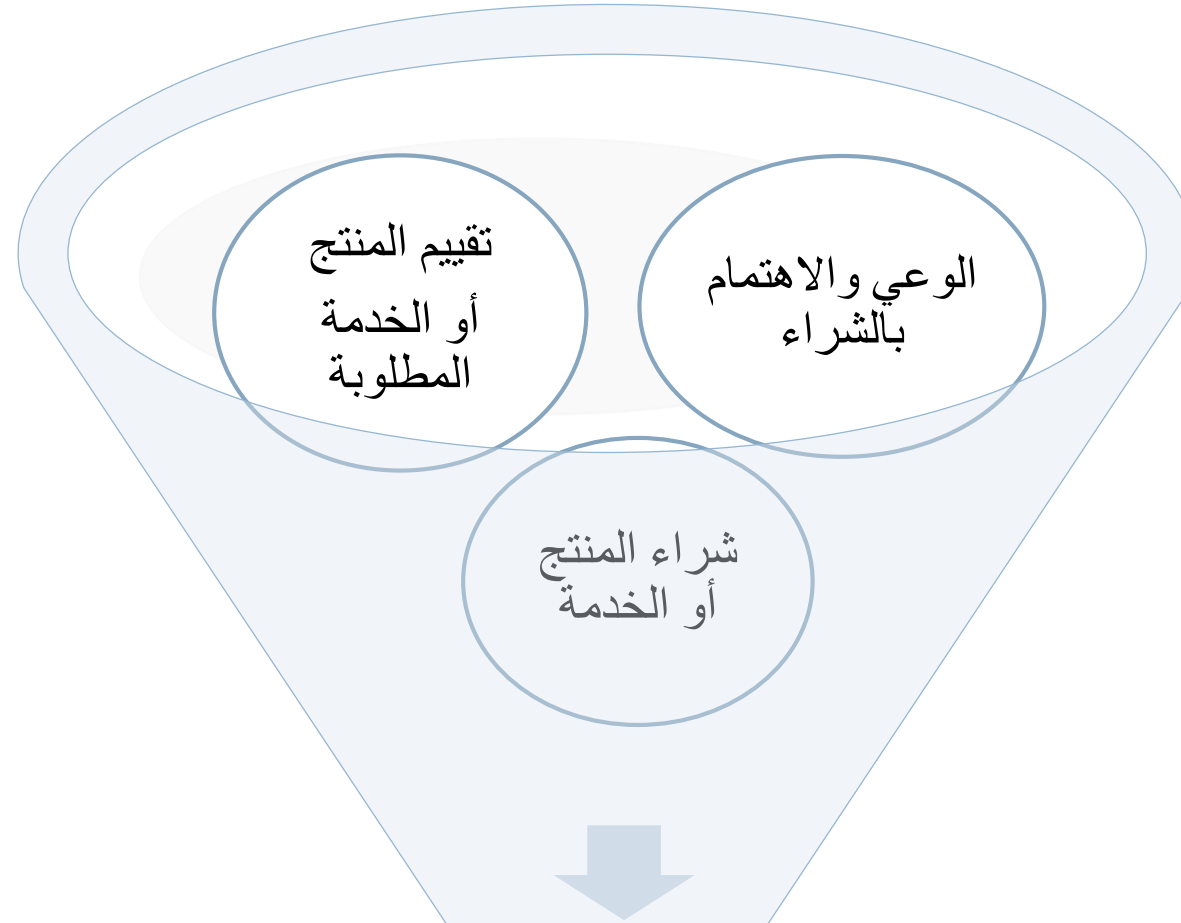 الوعي والاهتمام
بالشراء
تقييم المنتج
أو الخدمة
المطلوبة
شراء المنتج
أو الخدمة